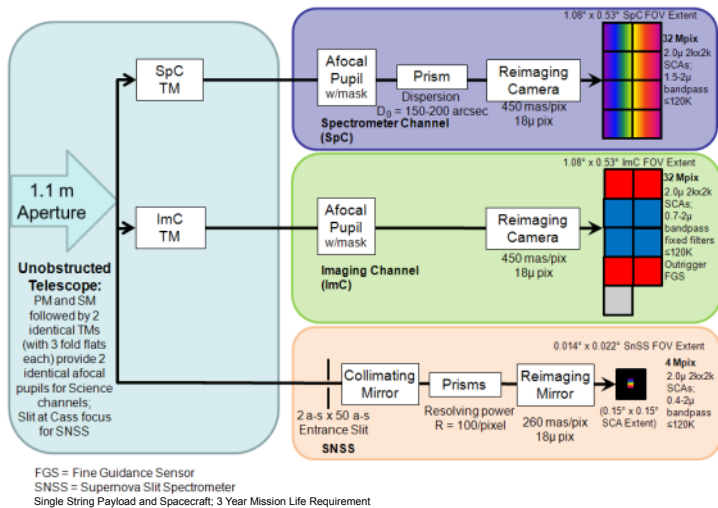 1.08° x 0.53° SpC FOV Extent
SpC
TM
Afocal
Pupil
w/mask
Prism
Dispersion
Dθ = 150-200 arcsec
Reimaging
Camera
450 mas/pix
18µ pix
32 Mpix
2.0µ 2kx2k
SCAs;
1.5-2µ
bandpass
≤120K
Spectrometer Channel
(SpC)
1.1 m
Aperture
1.08° x 0.53° ImC FOV Extent
ImC
TM
Afocal
Pupil
w/mask
Reimaging
Camera
450 mas/pix
18µ pix
32 Mpix
2.0µ 2kx2k
SCAs;
0.7-2µ
bandpass
fixed filters
≤120K
Outrigger
FGS
Imaging Channel
(ImC)
Unobstructed
Telescope:
PM and SM
followed by 2
identical TMs
(with 3 fold flats
each) provide 2
identical afocal
pupils for Science
channels;
Slit at Cass focus
for SNSS
0.014° x 0.022° SnSS FOV Extent
2 a-s x 50 a-s
Entrance Slit
Collimating
Mirror
Prisms
Resolving power
R = 100/pixel
Reimaging
Mirror
260 mas/pix
18µ pix
(0.15° x 0.15°
SCA Extent)
4 Mpix
2.0µ 2kx2k
SCAs;
0.4-2µ
bandpass
≤120K
SNSS
FGS = Fine Guidance Sensor
SNSS = Supernova Slit Spectrometer
Single String Payload and Spacecraft; 3 Year Mission Life Requirement